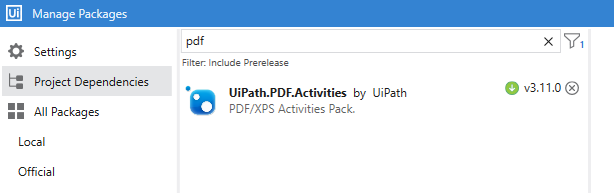 Ui Manage Packages
pdf
1
Settings
Filter: Include Prerelease
Project Dependencies
UiPath.PDF.Activities by UiPath
v3.11.0
PDF/XPS Activities Pack.
All Packages
Local
Official